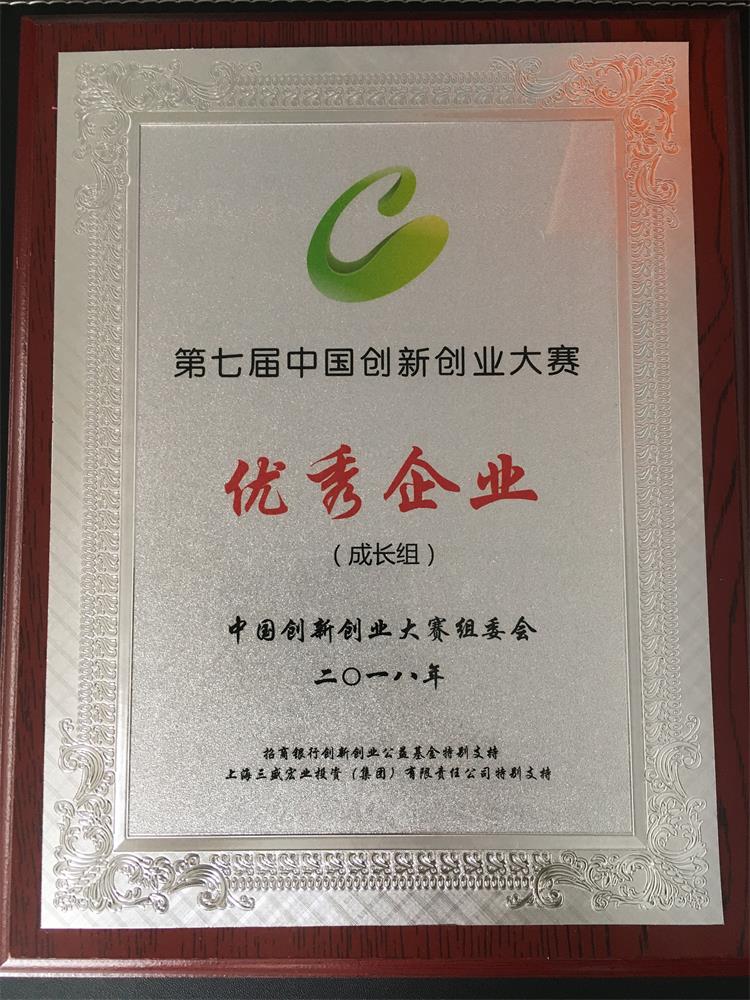 第七届中国创新创业大赛
优秀企业
（成长组）
中国创新创业大赛组委会
二〇一八年
招商银行创新创业公益基金特别支持
上海三盛宏业投资（集团）有限责任公司特别支持